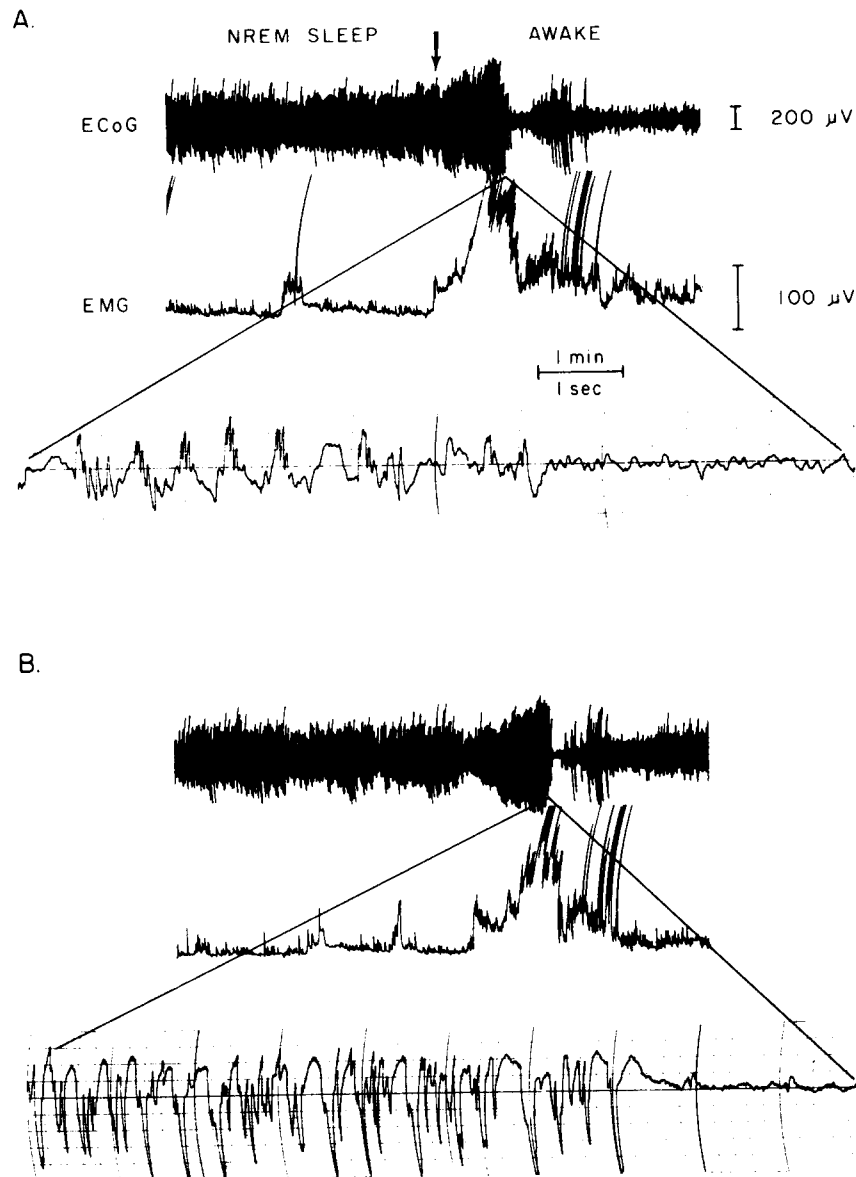 A.
NREM SLEEP
AWAKE
ECoG
200 μV
EMG
100 μV
1 min
1 sec
B.